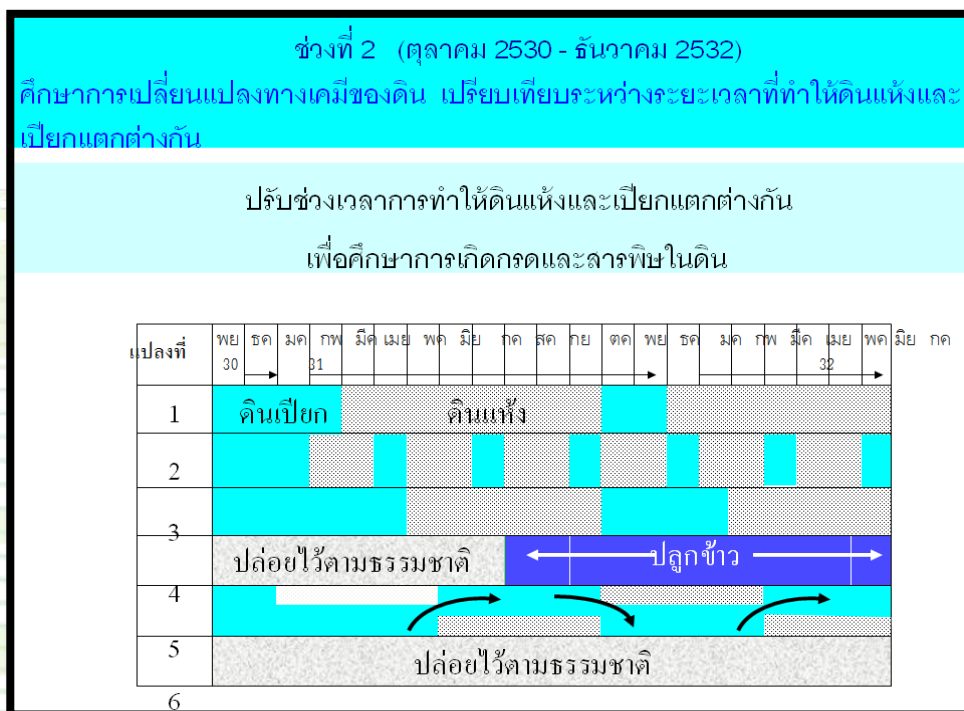 ช่วงที่ 2 (ตุลาคม 2530 - ธันวาคม 2532)
ศึกษาการเปลี่ยนแปลงทางเคมีของดิน เปรียบเทียบระหว่างระยะเวลาที่ทำให้ดินแห้งและ
เปียกแตกต่างกัน
ปรับช่วงเวลาการทำให้ดินแห้งและเปียกแตกต่างกัน
เพื่อศึกษาการเกิดกรดและสารพิษในดิน
แปลงที่ พย ธค มค กพ มีค เมย พค มิย กค สค กย ตค พย ธค มค กพ มีค เมย พค มิย กค
30 31 32
1 ดินเปียก ดินแห้ง
2
3
ปล่อยไว้ตามธรรมชาติ ปลูกข้าว
4
5
ปล่อยไว้ตามธรรมชาติ
6